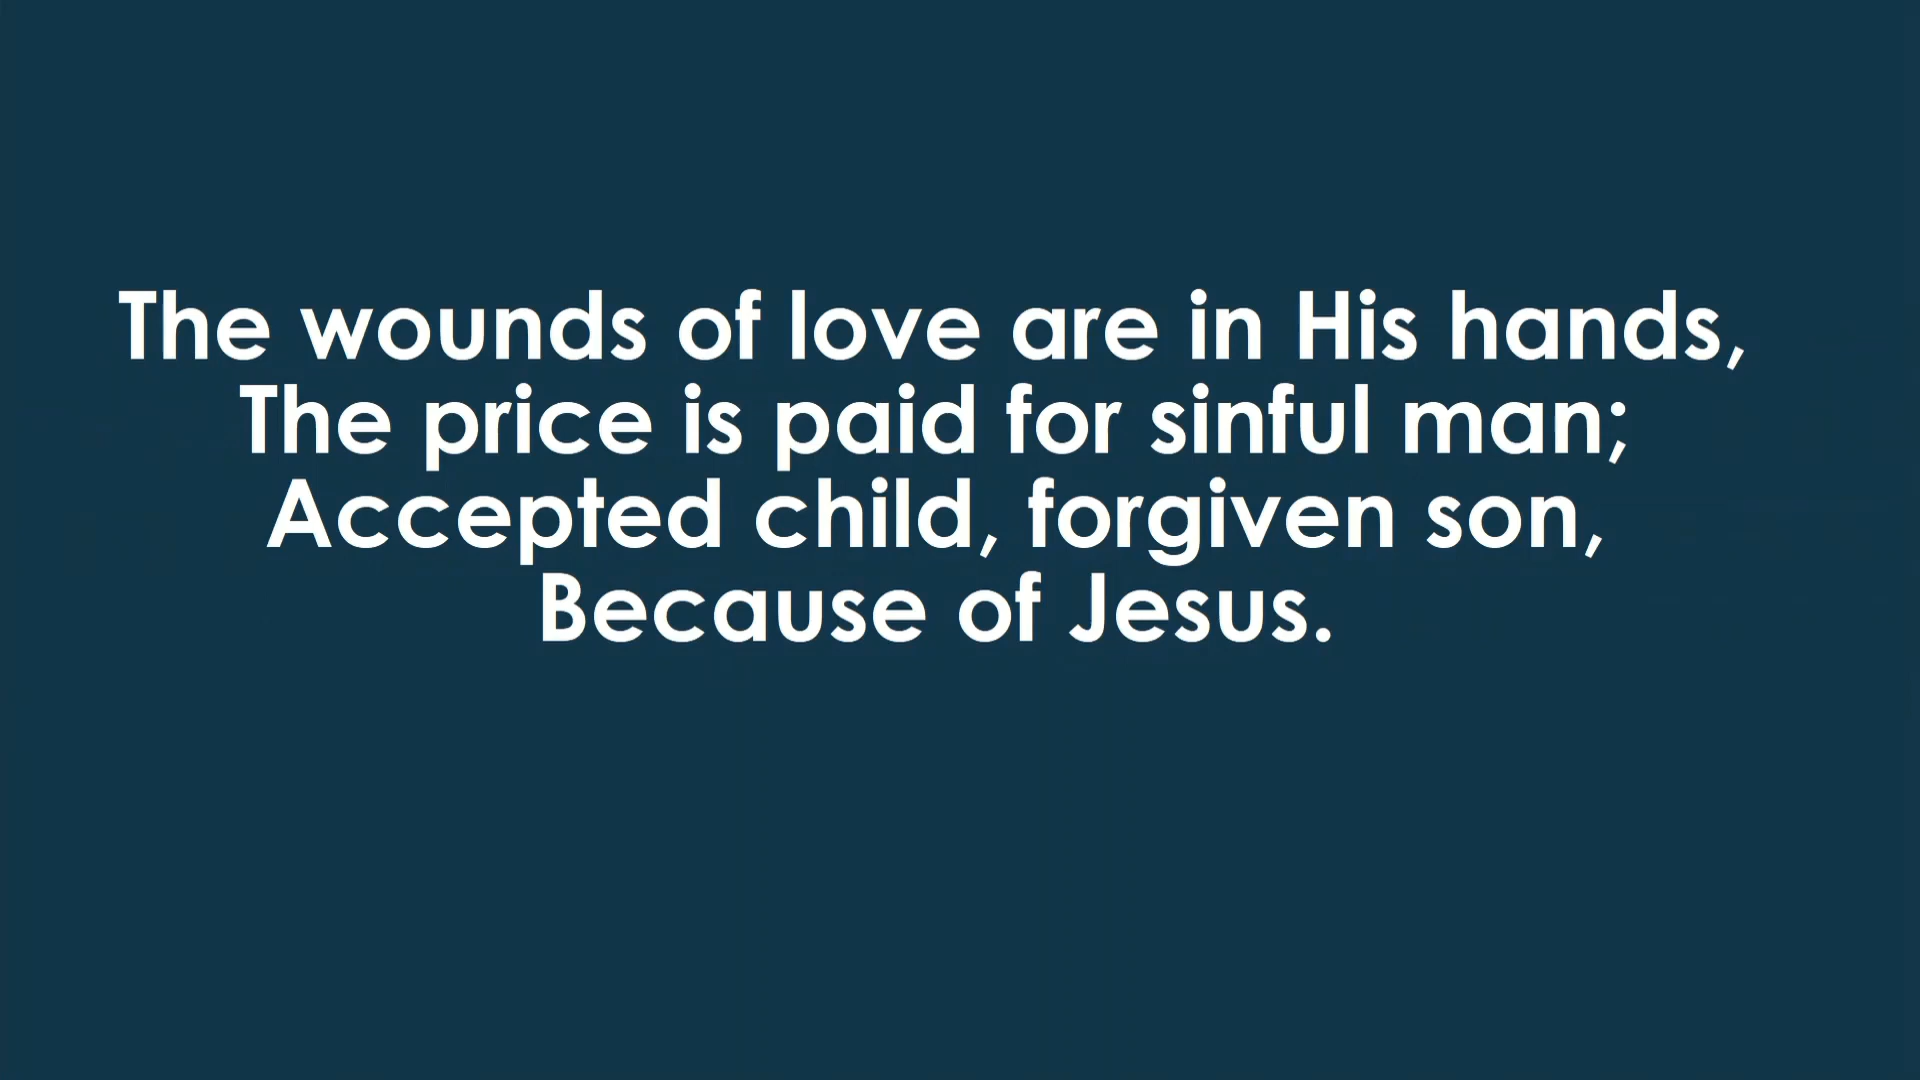 The wounds of love are in His hands,
The price is paid for sinful man;
Accepted child, forgiven son,
Because of Jesus.